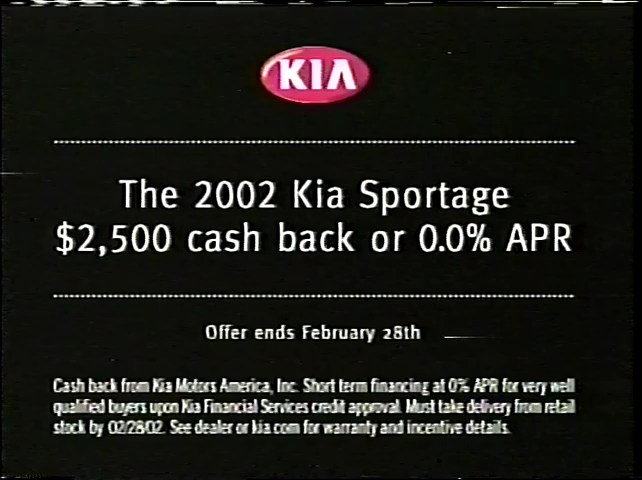 KIA
The 2002 Kia Sportage
$2,500 cash back or 0.0% APR
Offer ends February 28th
Cash back from Kia Motors America, Inc. Short term financing at 0% APR for very well
qualified buyers upon Kia Financial Services credit approval. Must take delivery from retail
stock by 02/28/02. See dealer or kia.com for warranty and incentive details.